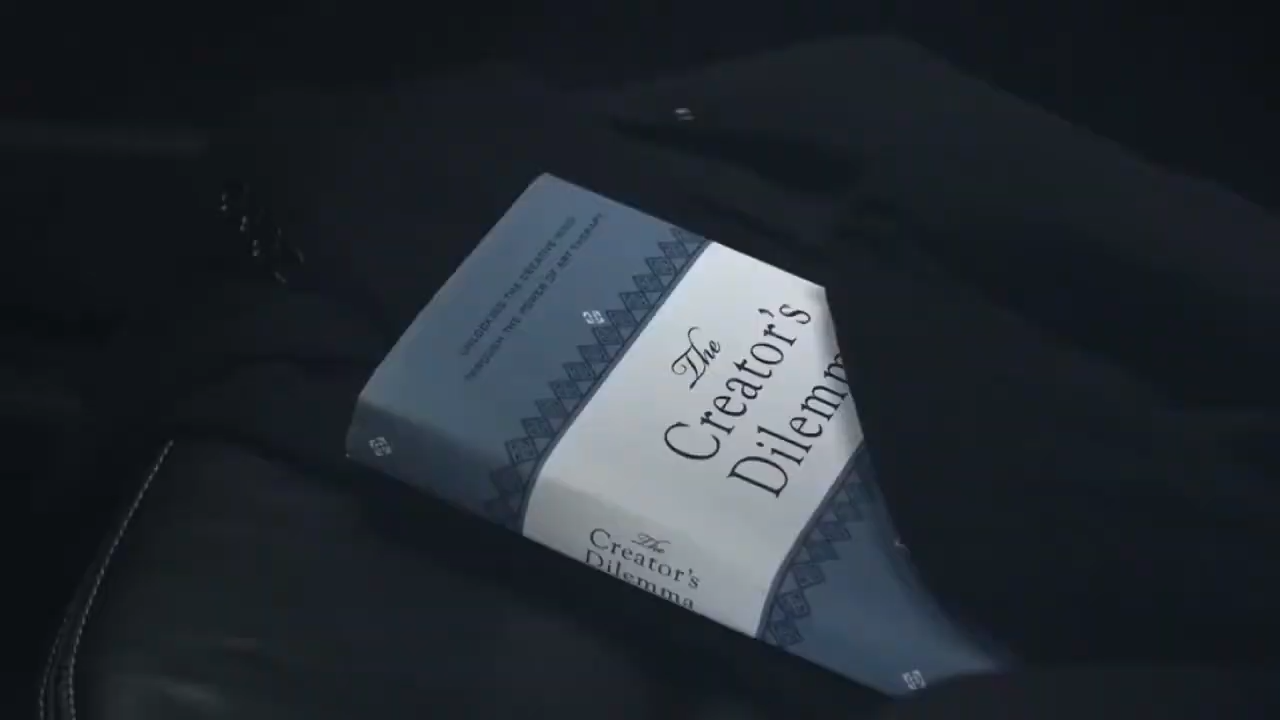 UNLOCKING THE CREATIVE MIND
THROUGH THE POWER OF ART THERAPY
The
Creator's
Dilemm
The
Creator's
Dilemma